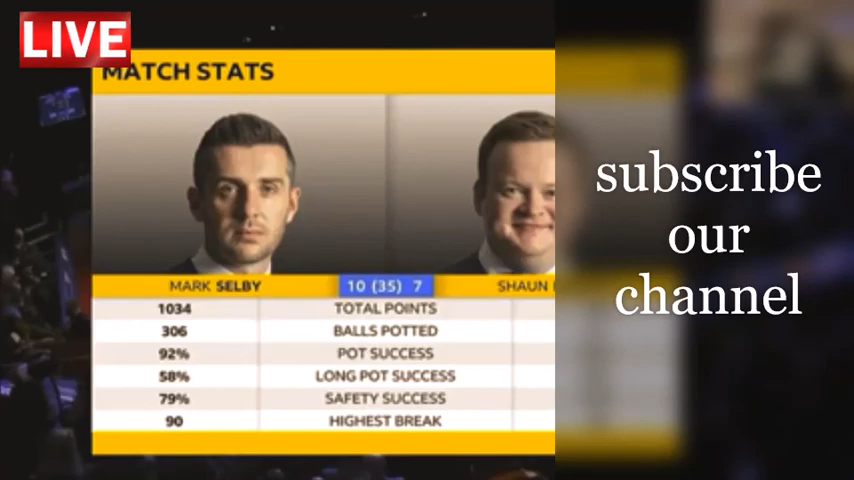 LIVE
MATCH STATS
MARK SELBY 10 (35) 7 SHAUN
1034 TOTAL POINTS
306 BALLS POTTED
92% POT SUCCESS
58% LONG POT SUCCESS
79% SAFETY SUCCESS
90 HIGHEST BREAK
subscribe
our
channel